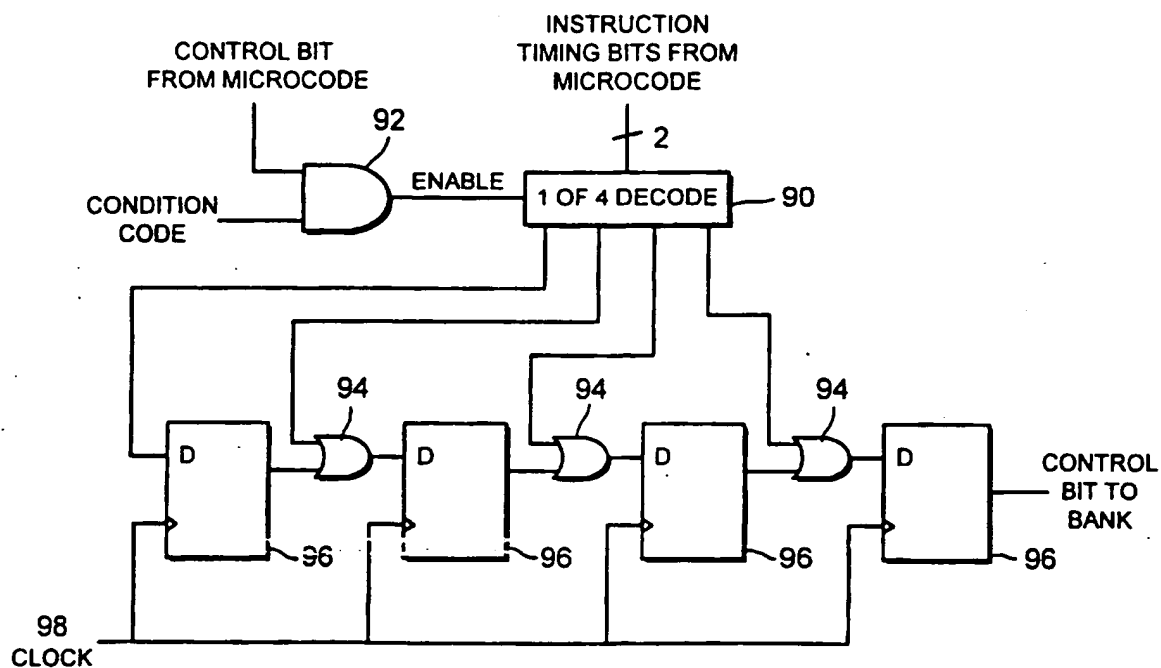 INSTRUCTION
TIMING BITS FROM
MICROCODE
CONTROL BIT
FROM MICROCODE
92
2
ENABLE
1 OF 4 DECODE
90
CONDITION
CODE
94
94
94
D
D
D
D
CONTROL
BIT TO
BANK
96
96
96
96
98
CLOCK